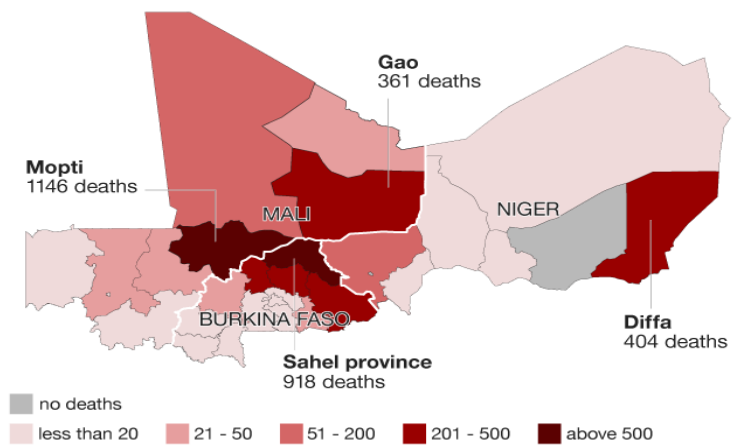 Gao
361 deaths
Mopti
1146 deaths
MALI
NIGER
BURKINA FASO
Diffa
404 deaths
Sahel province
918 deaths
no deaths
less than 20
21 - 50
51 - 200
201 - 500
above 500